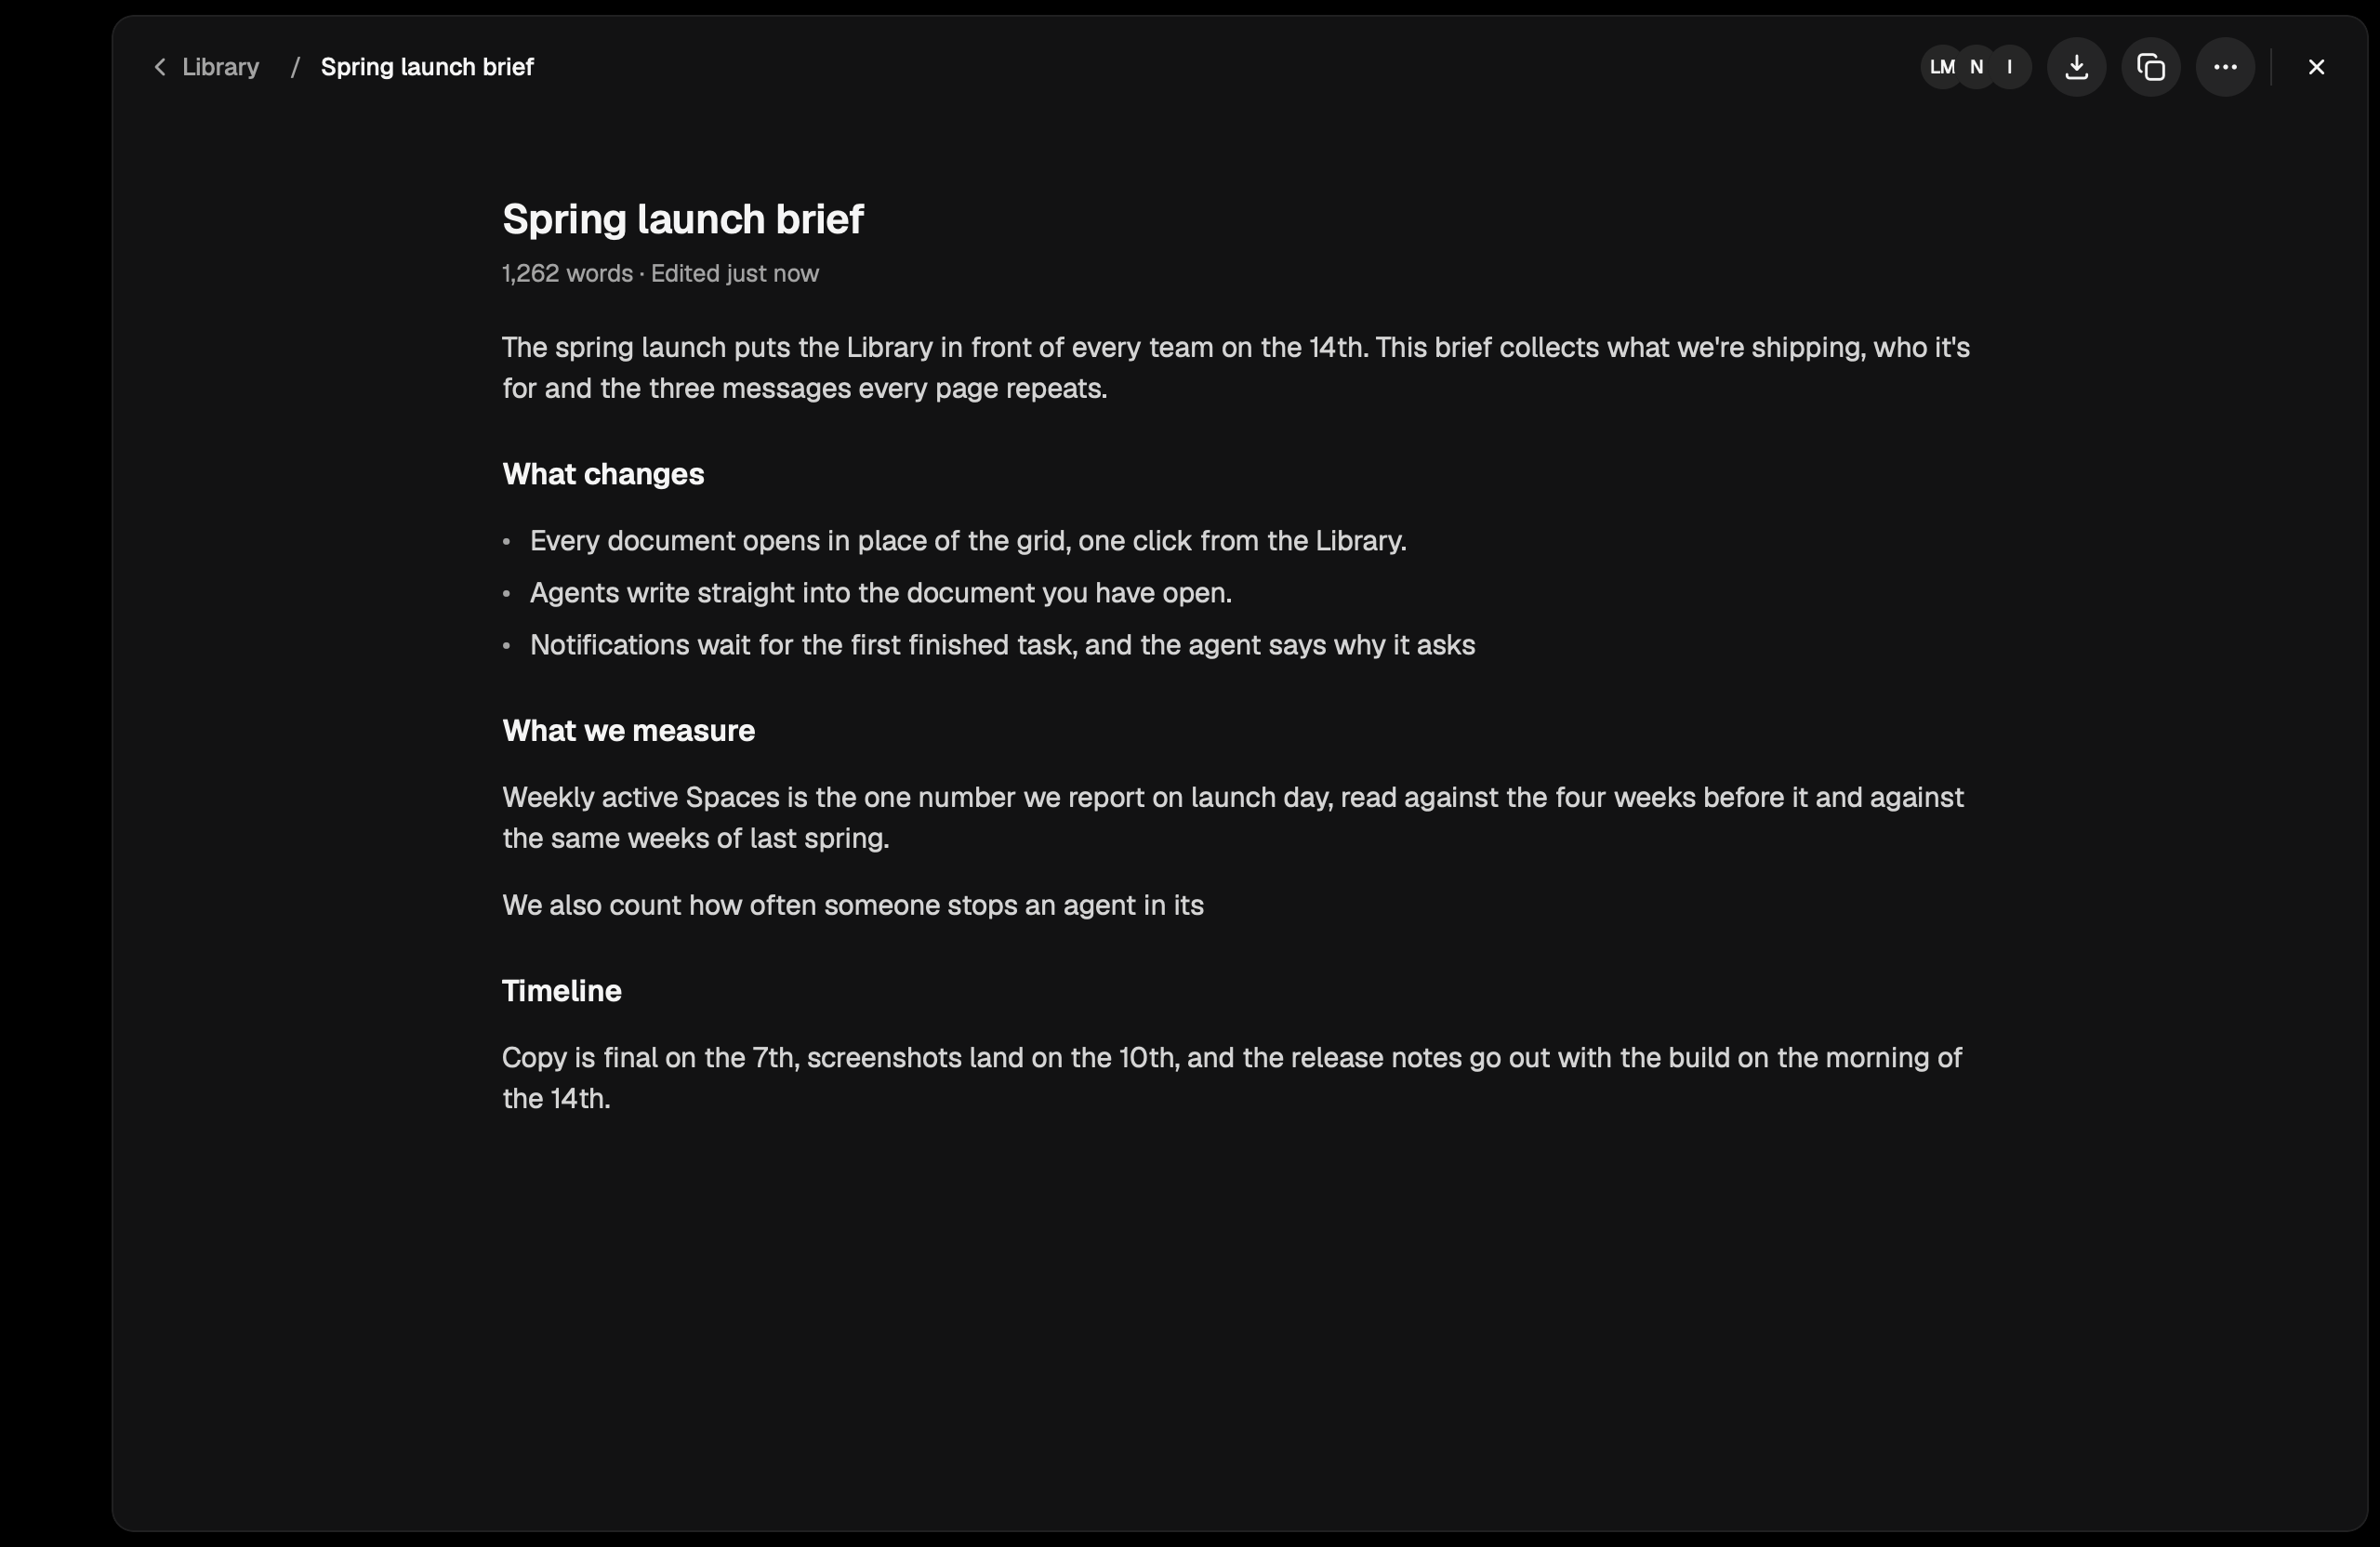 Library / Spring launch brief
LM N I
Spring launch brief
1,262 words · Edited just now
The spring launch puts the Library in front of every team on the 14th. This brief collects what we're shipping, who it's
for and the three messages every page repeats.
What changes
• Every document opens in place of the grid, one click from the Library.
• Agents write straight into the document you have open.
• Notifications wait for the first finished task, and the agent says why it asks
What we measure
Weekly active Spaces is the one number we report on launch day, read against the four weeks before it and against
the same weeks of last spring.
We also count how often someone stops an agent in its
Timeline
Copy is final on the 7th, screenshots land on the 10th, and the release notes go out with the build on the morning of
the 14th.